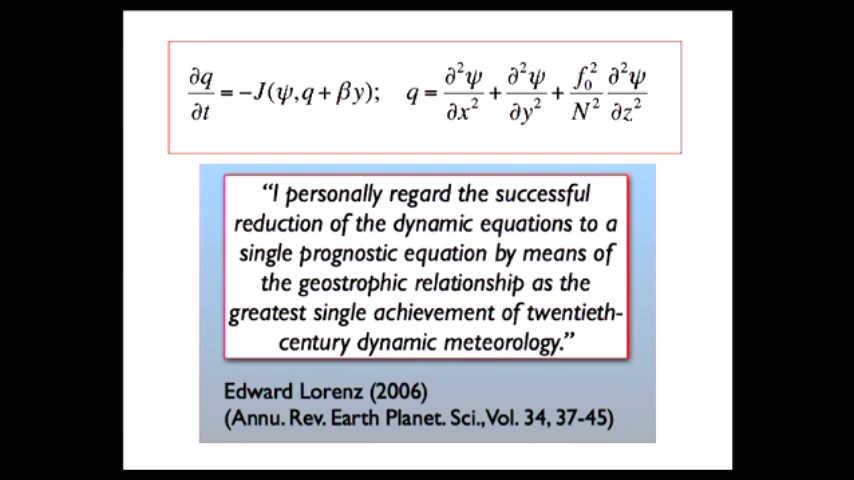 ∂q/∂t = −J(ψ, q + βy);   q = ∂²ψ/∂x² + ∂²ψ/∂y² + f₀²/N² ∂²ψ/∂z²
“I personally regard the successful
reduction of the dynamic equations to a
single prognostic equation by means of
the geostrophic relationship as the
greatest single achievement of twentieth-
century dynamic meteorology.”
Edward Lorenz (2006)
(Annu. Rev. Earth Planet. Sci., Vol. 34, 37-45)